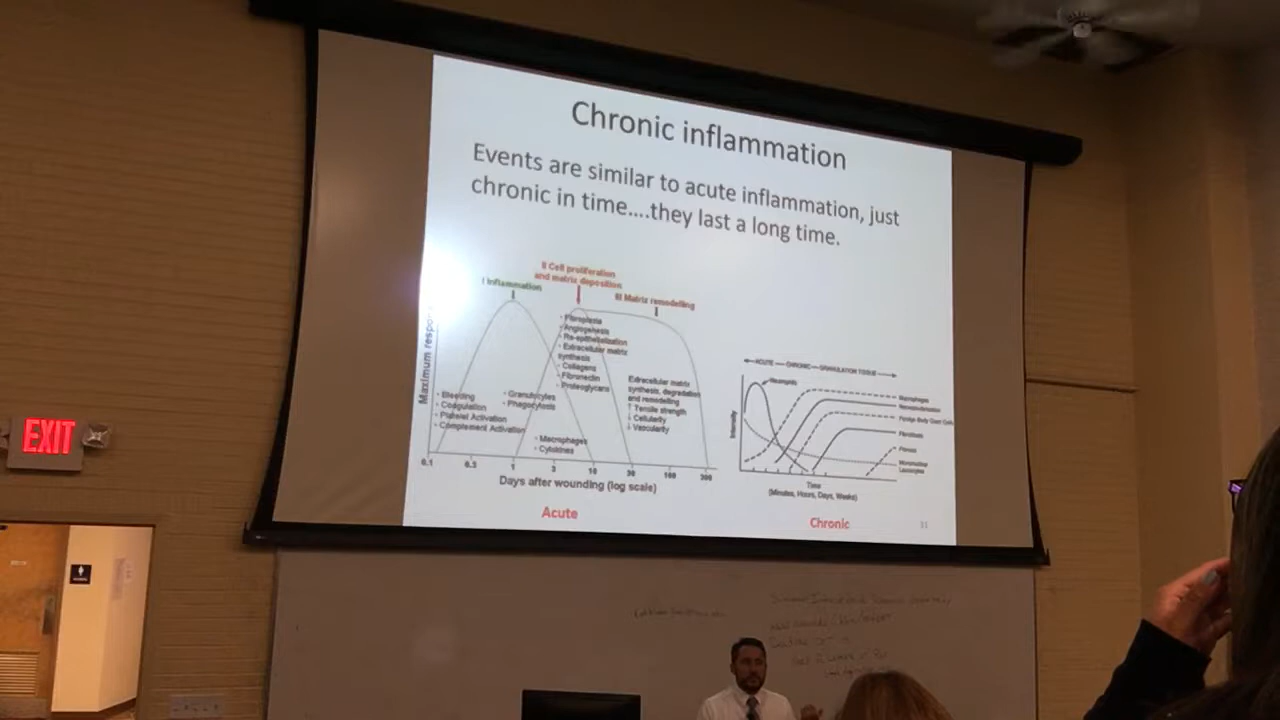 Chronic inflammation
Events are similar to acute inflammation, just
chronic in time....they last a long time.
I Inflammation
II Cell proliferation
and matrix deposition
III Matrix remodelling
Maximum respon
• Fibroplasia
• Angiogenesis
• Re-epithelialization
• Extracellular matrix
synthesis
• Collagens
• Fibronectin
• Proteoglycans
• Bleeding
• Coagulation
• Platelet Activation
• Complement Activation
• Granulocytes
• Phagocytosis
• Macrophages
• Cytokines
Extracellular matrix
synthesis, degradation
and remodelling
↑ Tensile strength
↓ Cellularity
↓ Vascularity
0.1 0.3 1 3 10 30 100 300
Days after wounding (log scale)
Acute
ACUTE — CHRONIC — GRANULATION TISSUE
Intensity
Neutrophils
Macrophages
Neovascularization
Foreign Body Giant Cells
Fibroblasts
Fibrosis
Mononuclear
Leucocytes
Time
(Minutes, Hours, Days, Weeks)
Chronic
11
EXIT